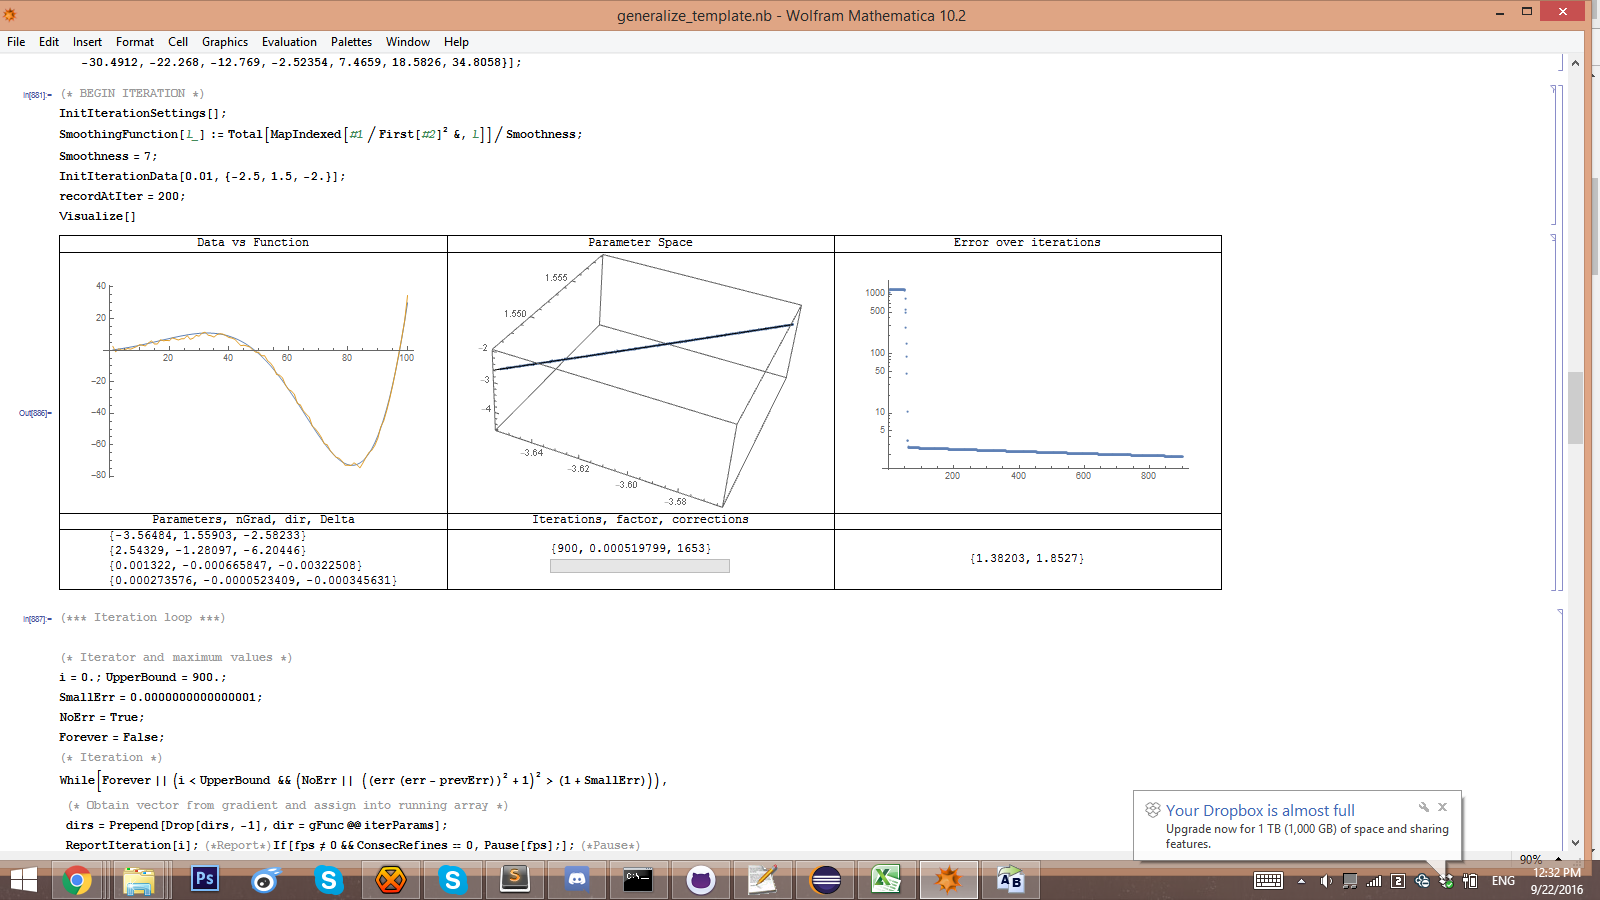 generalize_template.nb - Wolfram Mathematica 10.2
File Edit Insert Format Cell Graphics Evaluation Palettes Window Help
-30.4912, -22.268, -12.769, -2.52354, 7.4659, 18.5826, 34.8058}];
In[881]:= (* BEGIN ITERATION *)
InitIterationSettings[];
SmoothingFunction[l_] := Total[MapIndexed[#1 / First[#2]² &, l]] / Smoothness;
Smoothness = 7;
InitIterationData[0.01, {-2.5, 1.5, -2.}];
recordAtIter = 200;
Visualize[]
Out[886]=
Data vs Function
40
20
-20
-40
-60
-80
20 40 60 80 100
Parameter Space
1.555
1.550
-2
-3
-4
-3.64
-3.62
-3.60
-3.58
Error over iterations
1000
500
100
50
10
5
200 400 600 800
Parameters, nGrad, dir, Delta
{-3.56484, 1.55903, -2.58233}
{2.54329, -1.28097, -6.20446}
{0.001322, -0.000665847, -0.00322508}
{0.000273576, -0.0000523409, -0.000345631}
Iterations, factor, corrections
{900, 0.000519799, 1653}
{1.38203, 1.8527}
In[887]:= (*** Iteration loop ***)
(* Iterator and maximum values *)
i = 0.; UpperBound = 900.;
SmallErr = 0.0000000000000001;
NoErr = True;
Forever = False;
(* Iteration *)
While[Forever || (i < UpperBound && (NoErr || ((err (err - prevErr))² + 1)² > (1 + SmallErr))),
(* Obtain vector from gradient and assign into running array *)
dirs = Prepend[Drop[dirs, -1], dir = gFunc @@ iterParams];
ReportIteration[i]; (*Report*) If[fps ≠ 0 && ConsecRefines == 0, Pause[fps];]; (*Pause*)
Your Dropbox is almost full
Upgrade now for 1 TB (1,000 GB) of space and sharing
features.
90%
Ps
S
S
S
C:\
X
AB
2
ENG
12:32 PM
9/22/2016